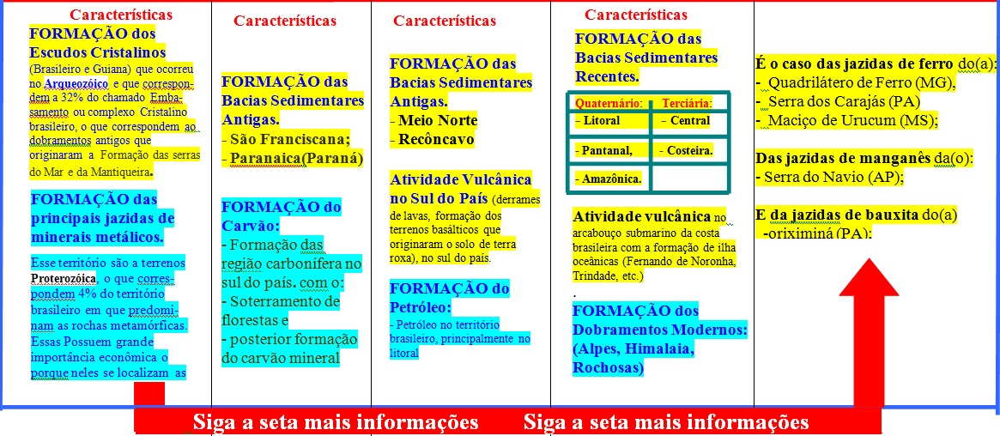 Características
FORMAÇÃO dos
Escudos Cristalinos
(Brasileiro e Guiana) que ocorreu
no Arqueozóico e que correspon-
dem a 32% do chamado Emba-
samento ou complexo Cristalino
brasileiro, o que correspondem ao
dobramentos antigos que
originaram a Formação das serras
do Mar e da Mantiqueira.
FORMAÇÃO das
principais jazidas de
minerais metálicos.
Esse território são a terrenos
Proterozóica, o que corres-
pondem 4% do território
brasileiro em que predomi-
nam as rochas metamórficas.
Essas Possuem grande
importância econômica o
porque neles se localizam as
Características
FORMAÇÃO das
Bacias Sedimentares
Antigas.
- São Franciscana;
- Paranaica(Paraná)
FORMAÇÃO do
Carvão:
- Formação das
região carbonífera no
sul do país. com o:
- Soterramento de
florestas e
- posterior formação
do carvão mineral
Características
FORMAÇÃO das
Bacias Sedimentares
Antigas.
- Meio Norte
- Recôncavo
Atividade Vulcânica
no Sul do País (derrames
de lavas, formação dos
terrenos basálticos que
originaram o solo de terra
roxa), no sul do país.
FORMAÇÃO do
Petróleo:
- Petróleo no território
brasileiro, principalmente no
litoral
Características
FORMAÇÃO das
Bacias Sedimentares
Recentes.
Quaternário: Terciária:
- Litoral - Central
- Pantanal, - Costeira.
- Amazônica.
Atividade vulcânica no
arcabouço submarino da costa
brasileira com a formação de ilha
oceânicas (Fernando de Noronha,
Trindade, etc.)
.
FORMAÇÃO dos
Dobramentos Modernos:
(Alpes, Himalaia,
Rochosas)
É o caso das jazidas de ferro do(a):
- Quadrilátero de Ferro (MG),
- Serra dos Carajás (PA)
- Maciço de Urucum (MS);
Das jazidas de manganês da(o):
- Serra do Navio (AP);
E da jazidas de bauxita do(a)
-oriximiná (PA);
Siga a seta mais informações Siga a seta mais informações